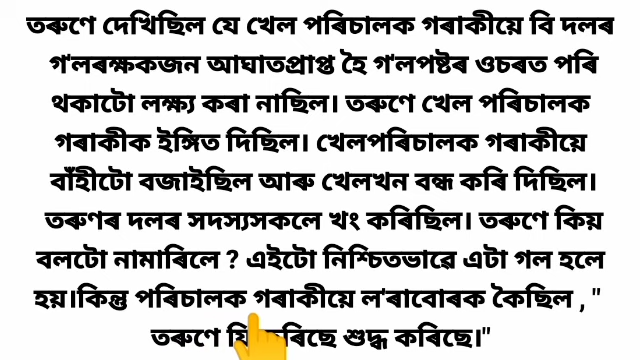 তৰুণে দেখিছিল যে খেল পৰিচালক গৰাকীয়ে বি দলৰ
গ'লৰক্ষকজন আঘাতপ্ৰাপ্ত হৈ গ'লপষ্টৰ ওচৰত পৰি
থকাটো লক্ষ্য কৰা নাছিল। তৰুণে খেল পৰিচালক
গৰাকীক ইঙ্গিত দিছিল। খেলপৰিচালক গৰাকীয়ে
বাঁহীটো বজাইছিল আৰু খেলখন বন্ধ কৰি দিছিল।
তৰুণৰ দলৰ সদস্যসকলে খং কৰিছিল। তৰুণে কিয়
বলটো নামাৰিলে ? এইটো নিশ্চিতভাৱে এটা গল হলে
হয়।কিন্তু পৰিচালক গৰাকীয়ে ল'ৰাবোৰক কৈছিল , "
তৰুণে শুদ্ধ কৰিছে।"